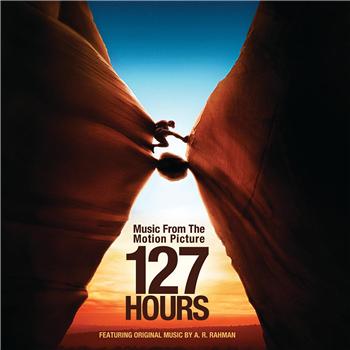 Music From The
Motion Picture
127
HOURS
FEATURING ORIGINAL MUSIC BY A. R. RAHMAN